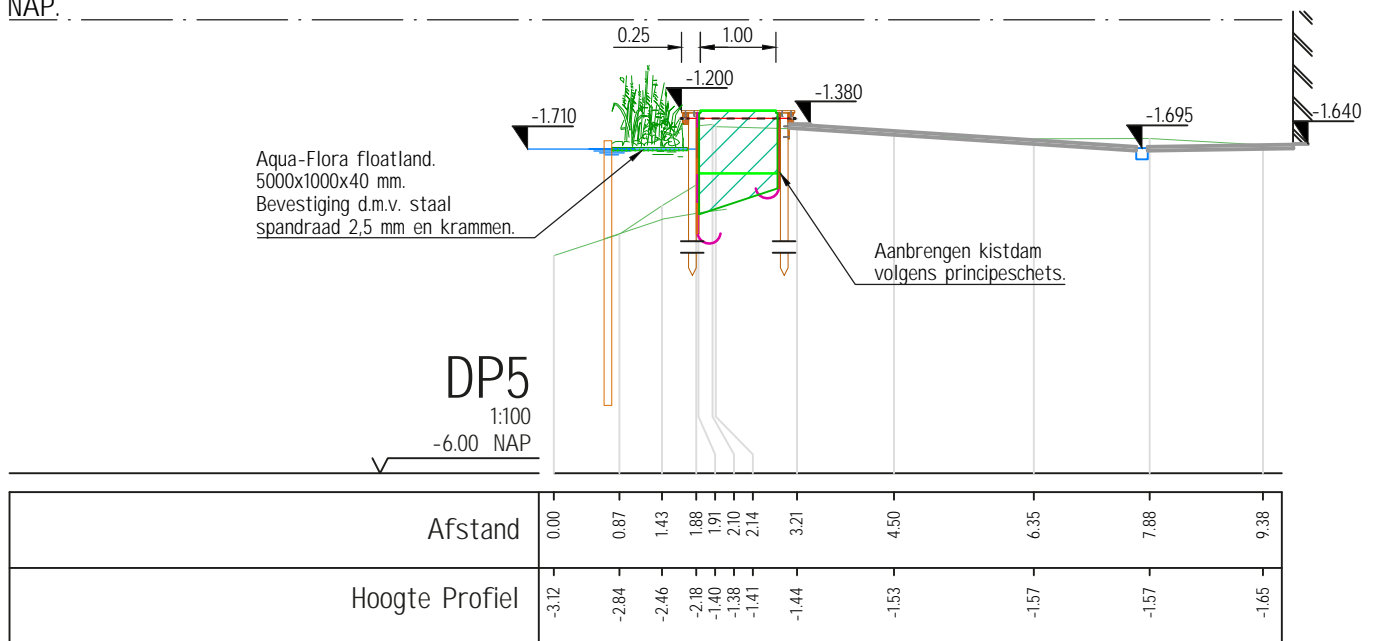 NAP.
0.25
1.00
-1.200
-1.380
-1.710
-1.695
-1.640
Aqua-Flora floatland.
5000x1000x40 mm.
Bevestiging d.m.v. staal
spandraad 2,5 mm en krammen.
Aanbrengen kistdam
volgens principeschets.
DP5
1:100
-6.00 NAP
Afstand 0.00 0.87 1.43 1.88 1.91 2.10 2.14 3.21 4.50 6.35 7.88 9.38
Hoogte Profiel -3.12 -2.84 -2.46 -2.18 -1.40 -1.38 -1.41 -1.44 -1.53 -1.57 -1.57 -1.65